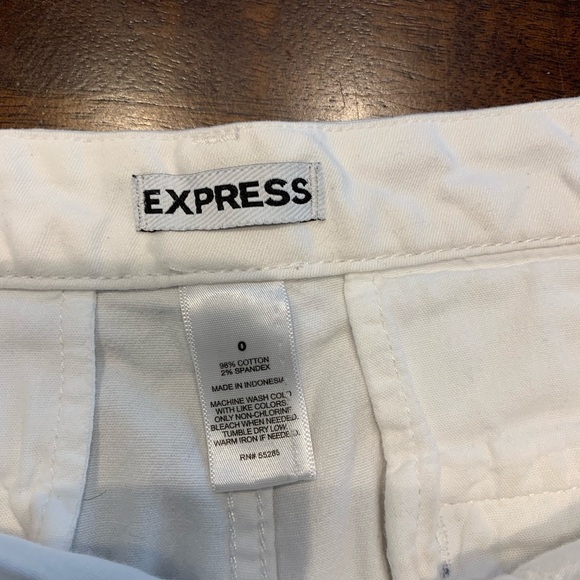 EXPRESS
0
98% COTTON
2% SPANDEX
MADE IN INDONESIA
MACHINE WASH COLD
WITH LIKE COLORS.
ONLY NON-CHLORINE
BLEACH WHEN NEEDED.
TUMBLE DRY LOW.
WARM IRON IF NEEDED.
RN# 55285